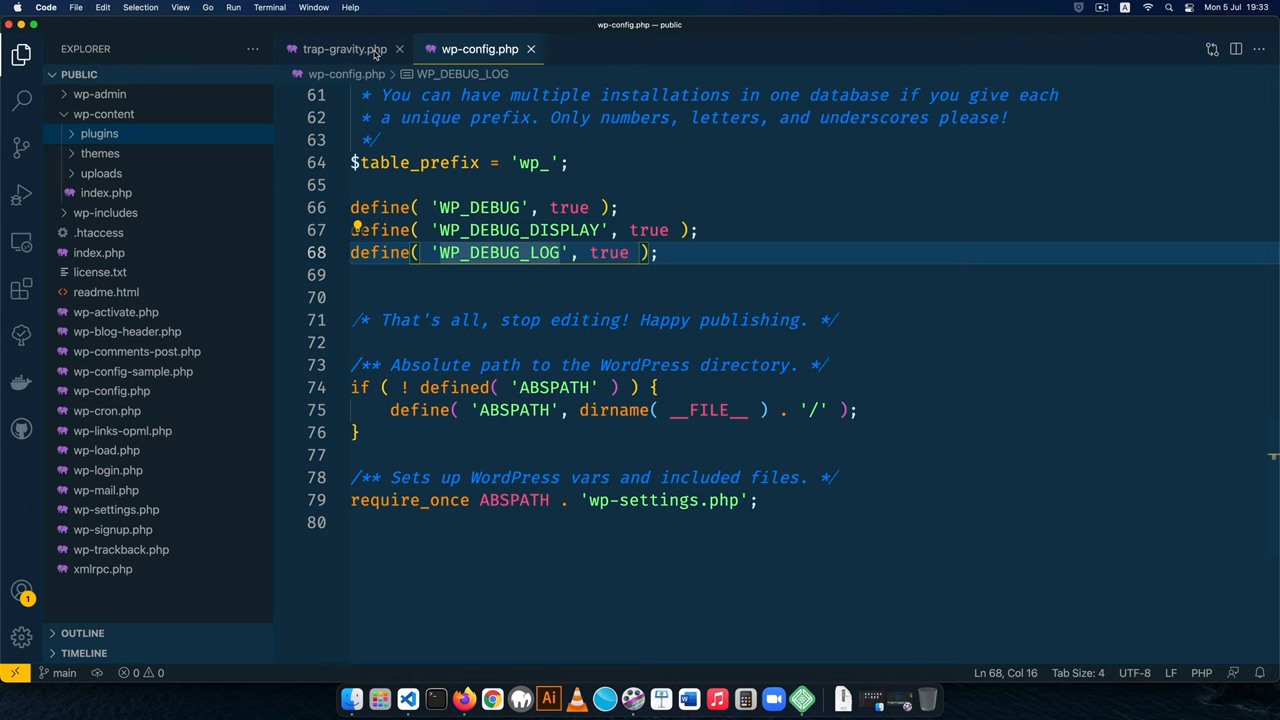 Code File Edit Selection View Go Run Terminal Window Help A Mon 5 Jul 19:33
wp-config.php — public
EXPLORER
trap-gravity.php
wp-config.php
PUBLIC
wp-config.php > WP_DEBUG_LOG
wp-admin
wp-content
plugins
themes
uploads
index.php
wp-includes
.htaccess
index.php
license.txt
readme.html
wp-activate.php
wp-blog-header.php
wp-comments-post.php
wp-config-sample.php
wp-config.php
wp-cron.php
wp-links-opml.php
wp-load.php
wp-login.php
wp-mail.php
wp-settings.php
wp-signup.php
wp-trackback.php
xmlrpc.php
OUTLINE
TIMELINE
61 * You can have multiple installations in one database if you give each
62 * a unique prefix. Only numbers, letters, and underscores please!
63 */
64 $table_prefix = 'wp_';
65
66 define( 'WP_DEBUG', true );
67 define( 'WP_DEBUG_DISPLAY', true );
68 define( 'WP_DEBUG_LOG', true );
69
70
71 /* That's all, stop editing! Happy publishing. */
72
73 /** Absolute path to the WordPress directory. */
74 if ( ! defined( 'ABSPATH' ) ) {
75 define( 'ABSPATH', dirname( __FILE__ ) . '/' );
76 }
77
78 /** Sets up WordPress vars and included files. */
79 require_once ABSPATH . 'wp-settings.php';
80
1
main 0 0 Ln 68, Col 16 Tab Size: 4 UTF-8 LF PHP
Ai